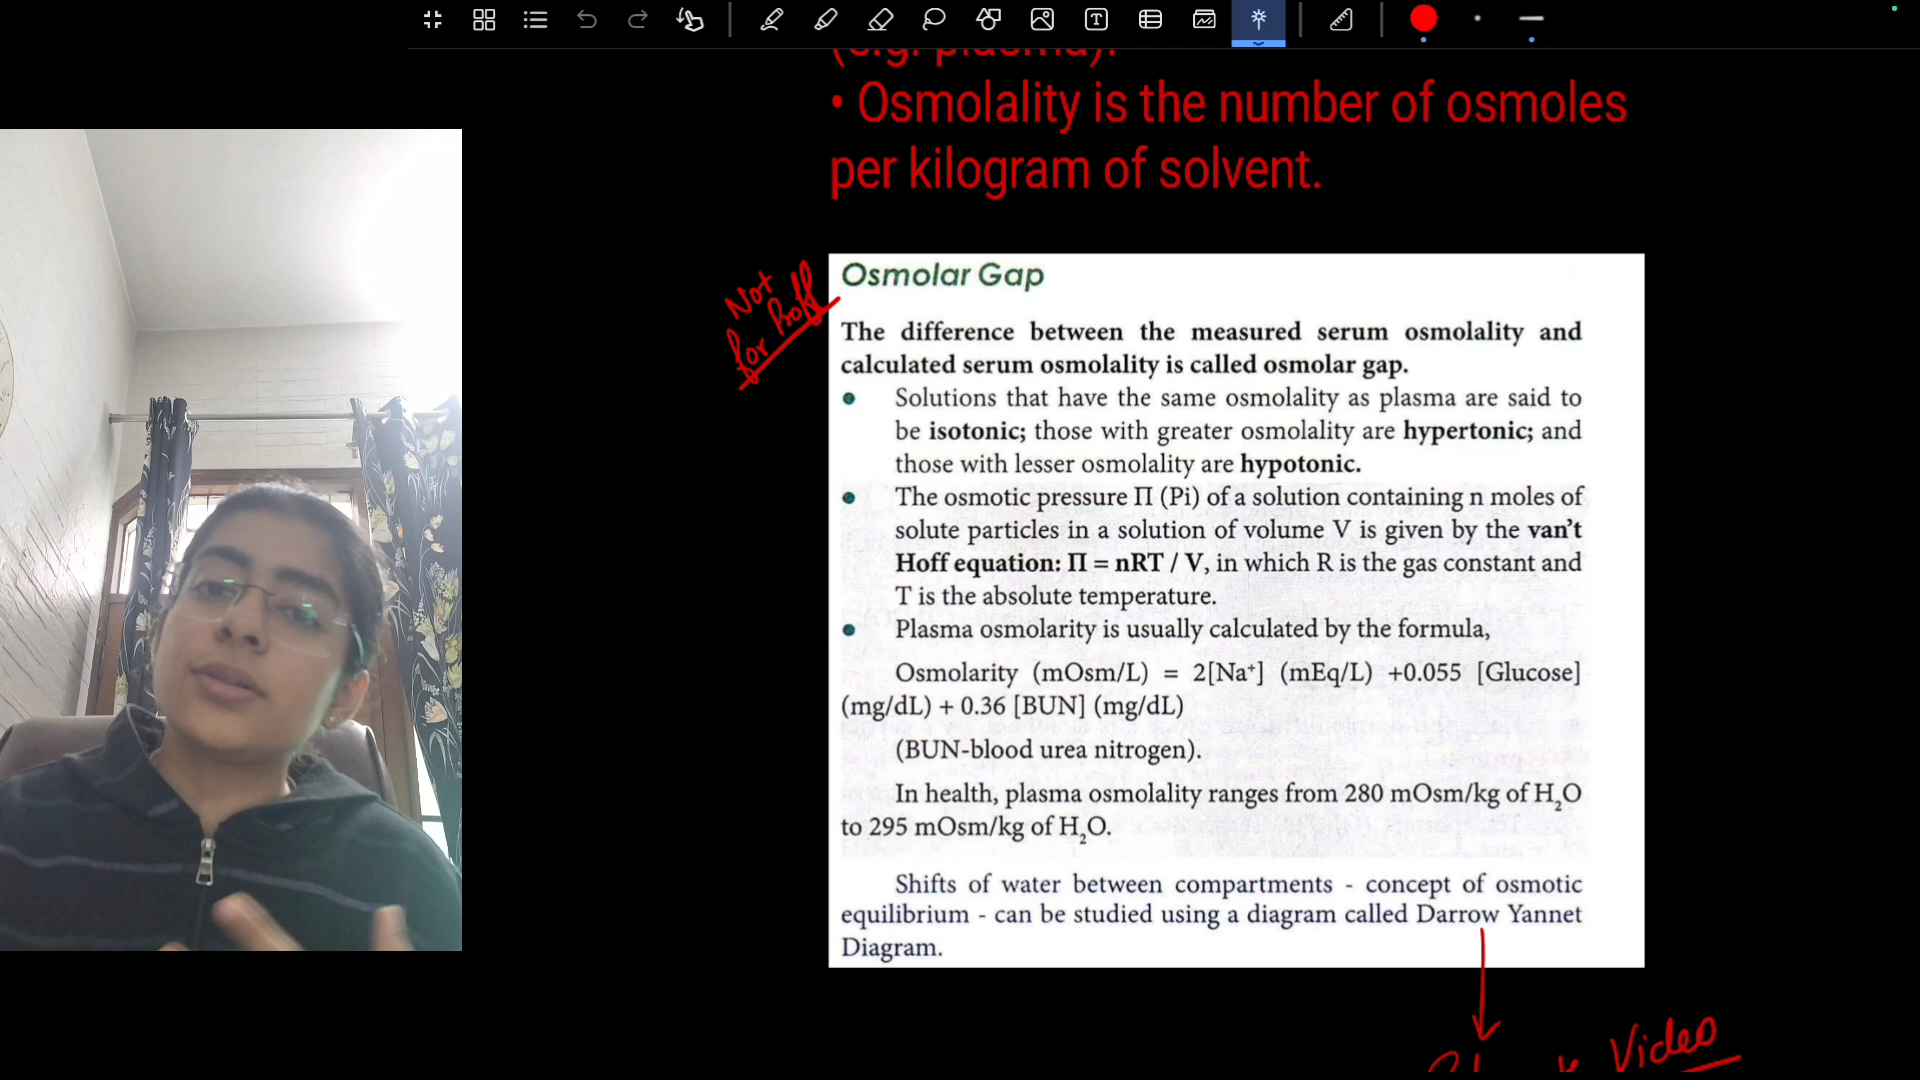 • Osmolality is the number of osmoles
per kilogram of solvent.
Not
for Proff
Osmolar Gap
The difference between the measured serum osmolality and
calculated serum osmolality is called osmolar gap.
Solutions that have the same osmolality as plasma are said to
be isotonic; those with greater osmolality are hypertonic; and
those with lesser osmolality are hypotonic.
The osmotic pressure Π (Pi) of a solution containing n moles of
solute particles in a solution of volume V is given by the van't
Hoff equation: Π = nRT / V, in which R is the gas constant and
T is the absolute temperature.
Plasma osmolarity is usually calculated by the formula,
Osmolarity (mOsm/L) = 2[Na⁺] (mEq/L) +0.055 [Glucose]
(mg/dL) + 0.36 [BUN] (mg/dL)
(BUN-blood urea nitrogen).
In health, plasma osmolality ranges from 280 mOsm/kg of H₂O
to 295 mOsm/kg of H₂O.
Shifts of water between compartments - concept of osmotic
equilibrium - can be studied using a diagram called Darrow Yannet
Diagram.
Video